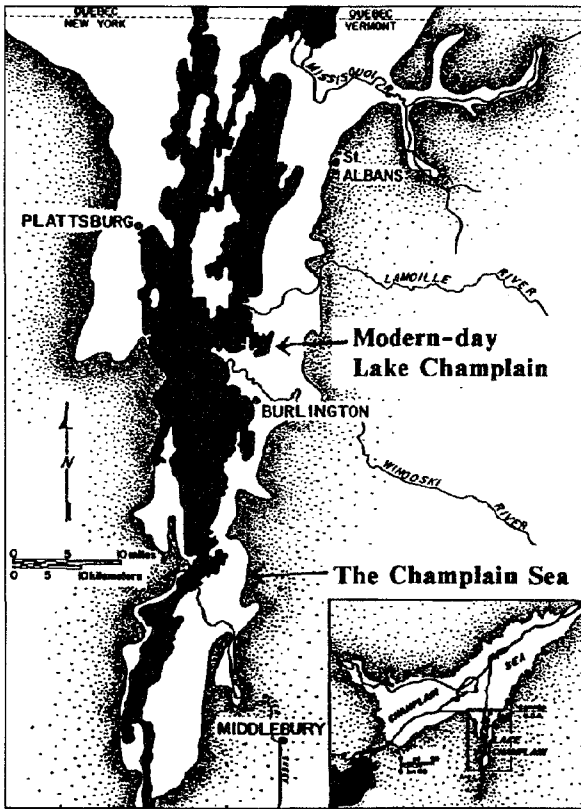 QUEBEC
NEW YORK
QUEBEC
VERMONT
MISSISQUOI R.
ST.
ALBANS
PLATTSBURG
LAMOILLE RIVER
Modern-day
Lake Champlain
BURLINGTON
WINOOSKI RIVER
N
0 5 10 miles
0 5 10 kilometers
The Champlain Sea
CHAMPLAIN SEA
LAKE
CHAMPLAIN
MIDDLEBURY